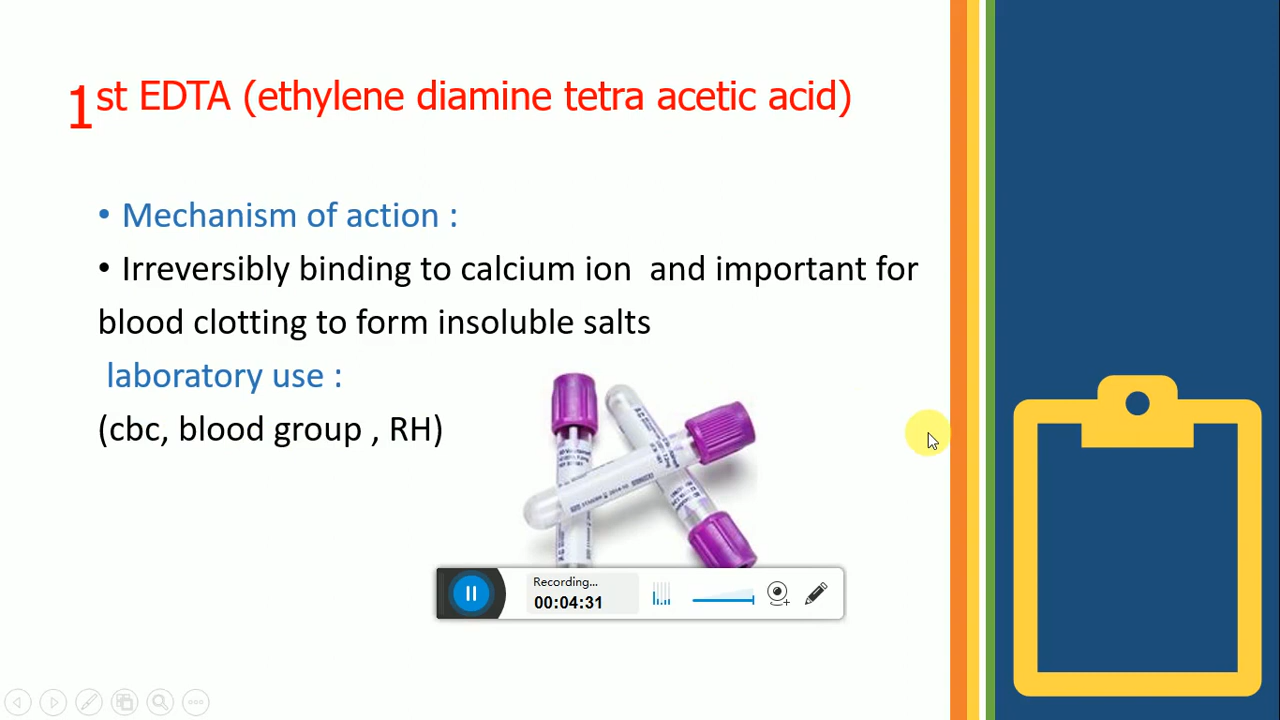 1st EDTA (ethylene diamine tetra acetic acid)
• Mechanism of action :
• Irreversibly binding to calcium ion  and important for
blood clotting to form insoluble salts
laboratory use :
(cbc, blood group , RH)
Recording...
00:04:31